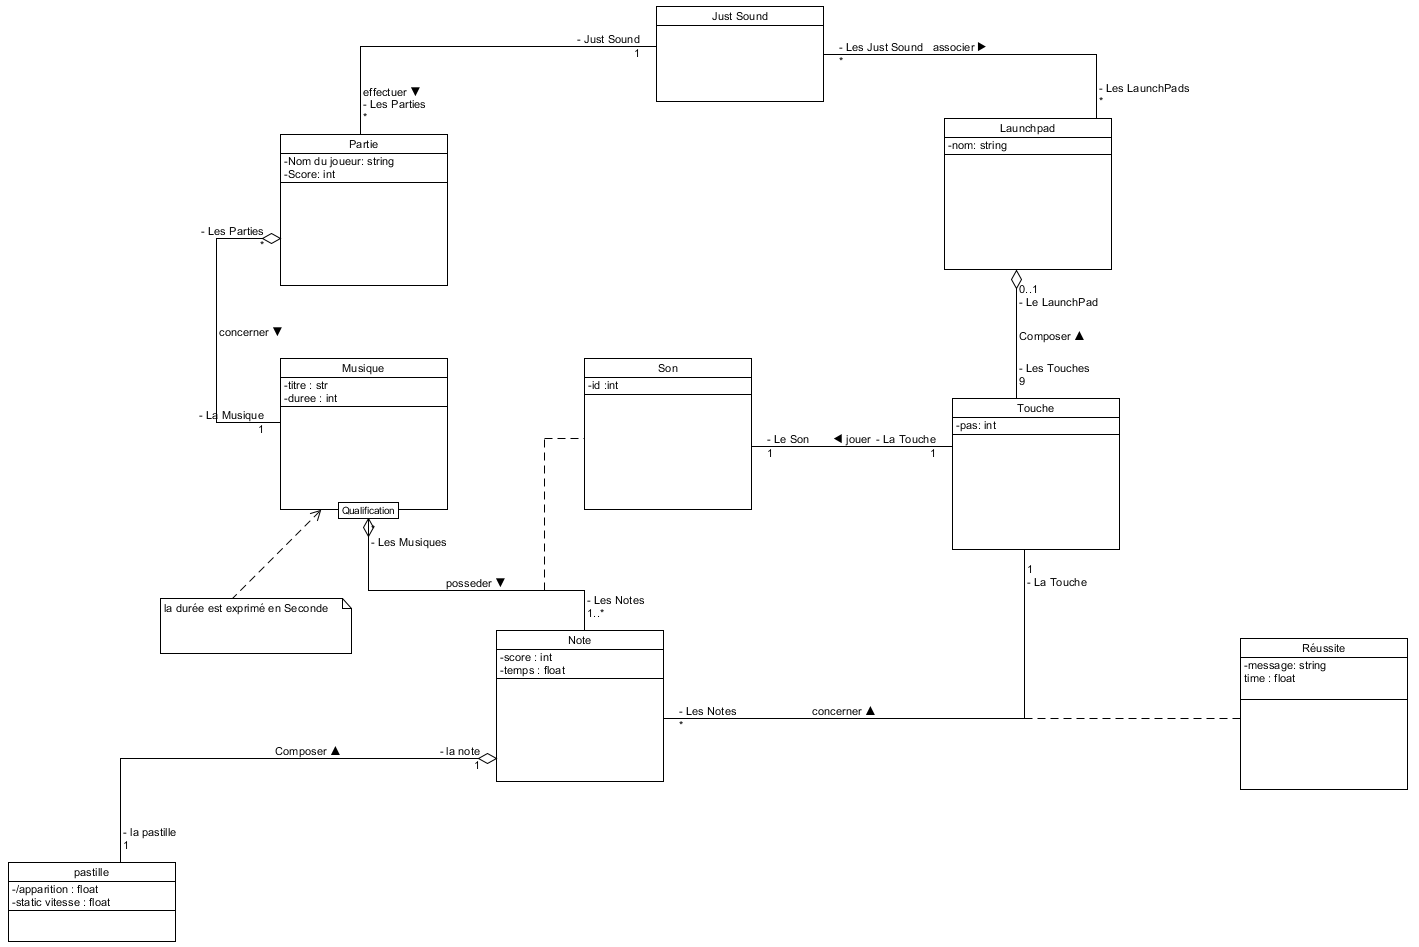 Just Sound
- Just Sound
1
- Les Just Sound associer ▶
*
effectuer ▼
- Les Parties
*
- Les LaunchPads
*
Partie
-Nom du joueur: string
-Score: int
Launchpad
-nom: string
- Les Parties
*
0..1
- Le LaunchPad
concerner ▼
Composer ▲
- Les Touches
9
Musique
-titre : str
-duree : int
Son
-id :int
Touche
-pas: int
- La Musique
1
- Le Son
1
◀ jouer
- La Touche
1
Qualification
*
- Les Musiques
posseder ▼
1
- La Touche
- Les Notes
1..*
la durée est exprimé en Seconde
Note
-score : int
-temps : float
Réussite
-message: string
time : float
- Les Notes
*
concerner ▲
Composer ▲
- la note
1
- la pastille
1
pastille
-/apparition : float
-static vitesse : float